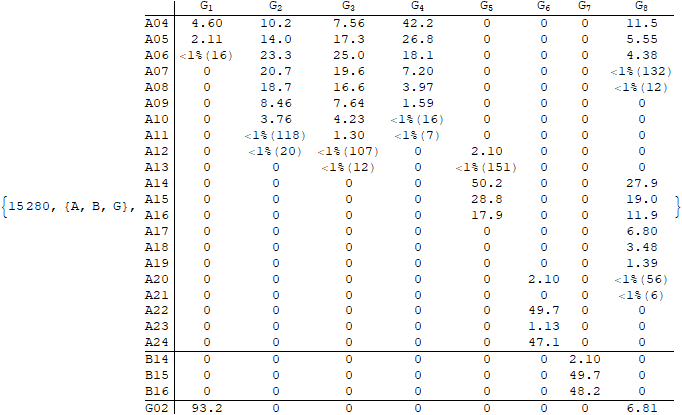 G₁ G₂ G₃ G₄ G₅ G₆ G₇ G₈
A04 4.60 10.2 7.56 42.2 0 0 0 11.5
A05 2.11 14.0 17.3 26.8 0 0 0 5.55
A06 <1%(16) 23.3 25.0 18.1 0 0 0 4.38
A07 0 20.7 19.6 7.20 0 0 0 <1%(132)
A08 0 18.7 16.6 3.97 0 0 0 <1%(12)
A09 0 8.46 7.64 1.59 0 0 0 0
A10 0 3.76 4.23 <1%(16) 0 0 0 0
A11 0 <1%(118) 1.30 <1%(7) 0 0 0 0
A12 0 <1%(20) <1%(107) 0 2.10 0 0 0
A13 0 0 <1%(12) 0 <1%(151) 0 0 0
A14 0 0 0 0 50.2 0 0 27.9
A15 0 0 0 0 28.8 0 0 19.0
{15280, {A, B, G}, A16 0 0 0 0 17.9 0 0 11.9 }
A17 0 0 0 0 0 0 0 6.80
A18 0 0 0 0 0 0 0 3.48
A19 0 0 0 0 0 0 0 1.39
A20 0 0 0 0 0 2.10 0 <1%(56)
A21 0 0 0 0 0 0 0 <1%(6)
A22 0 0 0 0 0 49.7 0 0
A23 0 0 0 0 0 1.13 0 0
A24 0 0 0 0 0 47.1 0 0
B14 0 0 0 0 0 0 2.10 0
B15 0 0 0 0 0 0 49.7 0
B16 0 0 0 0 0 0 48.2 0
G02 93.2 0 0 0 0 0 0 6.81